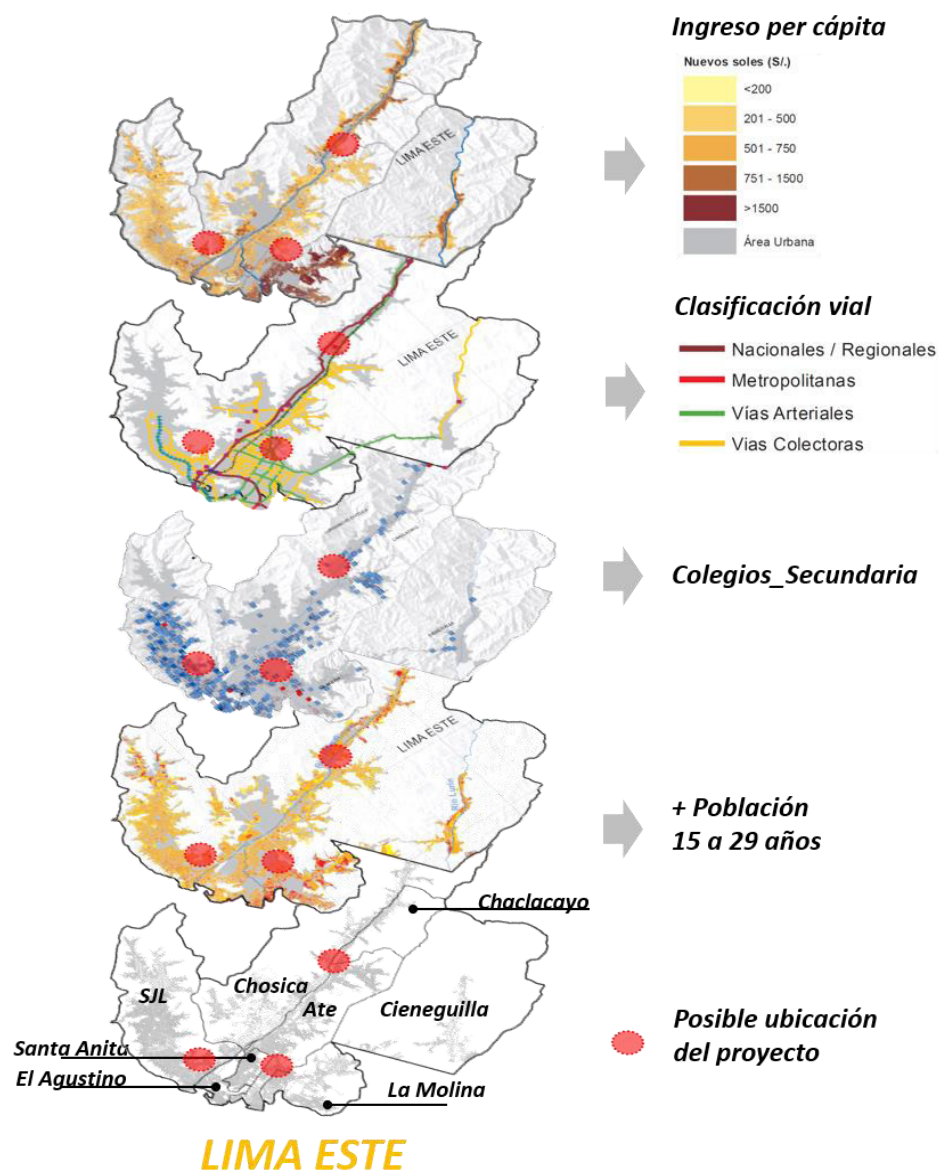 Ingreso per cápita
Nuevos soles (S/.)
<200
201 - 500
501 - 750
751 - 1500
>1500
Área Urbana
LIMA ESTE
Clasificación vial
Nacionales / Regionales
Metropolitanas
Vías Arteriales
Vias Colectoras
LIMA ESTE
Colegios_Secundaria
LIMA ESTE
Río Lurín
+ Población
15 a 29 años
Chaclacayo
SJL
Chosica
Ate
Cieneguilla
Santa Anita
El Agustino
La Molina
Posible ubicación
del proyecto
LIMA ESTE